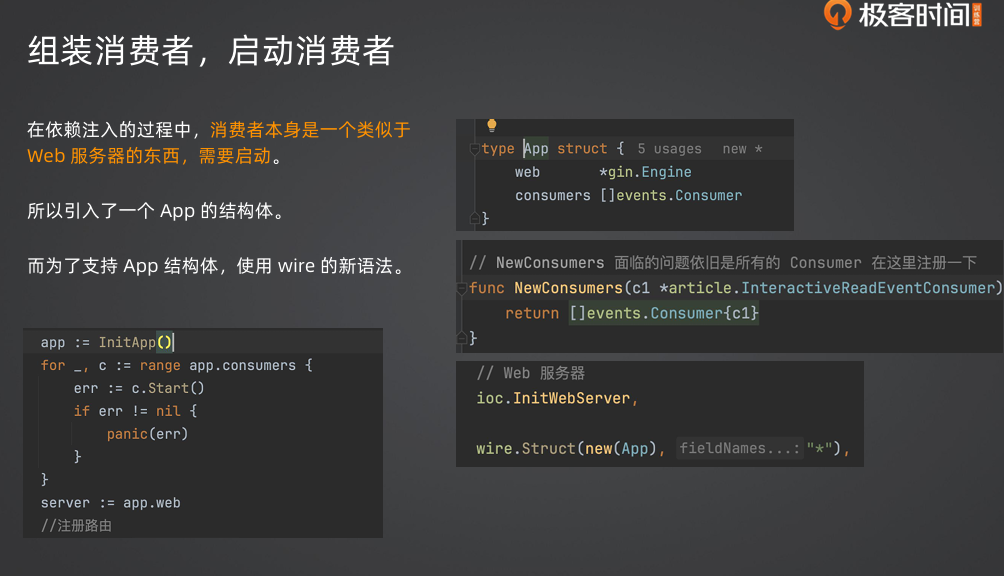 极客时间 训练营
组装消费者，启动消费者
在依赖注入的过程中，消费者本身是一个类似于
Web 服务器的东西，需要启动。
所以引入了一个 App 的结构体。
而为了支持 App 结构体，使用 wire 的新语法。
app := InitApp()
for _, c := range app.consumers {
err := c.Start()
if err != nil {
panic(err)
}
}
server := app.web
//注册路由
type App struct { 5 usages new *
web *gin.Engine
consumers []events.Consumer
}
// NewConsumers 面临的问题依旧是所有的 Consumer 在这里注册一下
func NewConsumers(c1 *article.InteractiveReadEventConsumer)
return []events.Consumer{c1}
}
// Web 服务器
ioc.InitWebServer,
wire.Struct(new(App), fieldNames...: "*"),